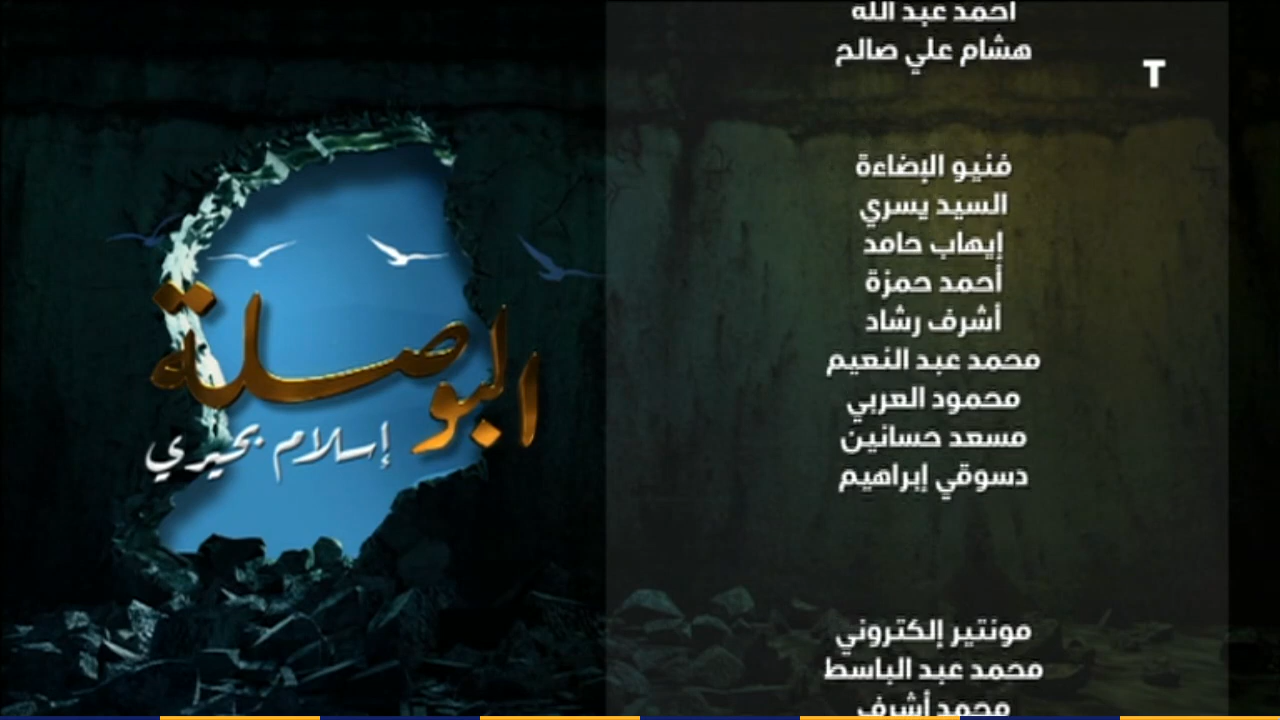 أحمد عبد الله
هشام علي صالح
T
فنيو الإضاءة
السيد يسري
إيهاب حامد
أحمد حمزة
أشرف رشاد
محمد عبد النعيم
محمود العربي
مسعد حسانين
دسوقي إبراهيم
مونتير إلكتروني
محمد عبد الباسط
محمد أشرف
البوصلة
إسلام بحيري